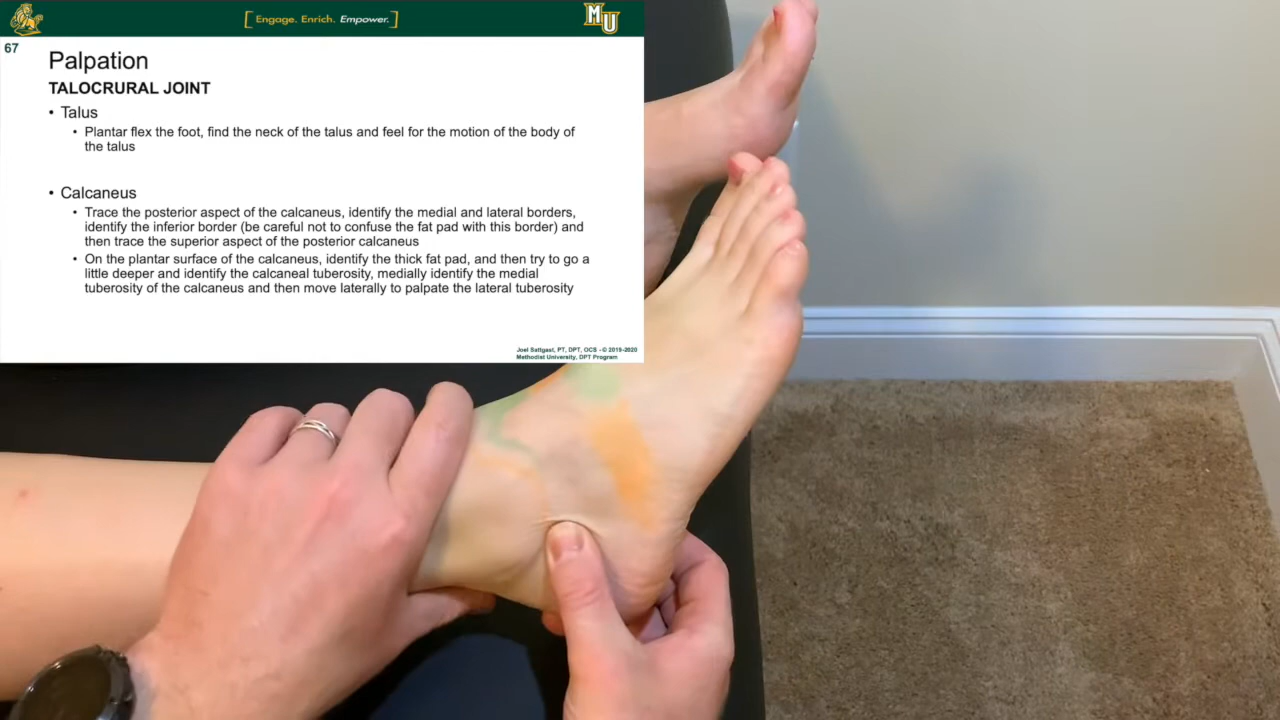 [ Engage. Enrich. Empower. ]
MU
67
Palpation
TALOCRURAL JOINT
• Talus
• Plantar flex the foot, find the neck of the talus and feel for the motion of the body of
the talus
• Calcaneus
• Trace the posterior aspect of the calcaneus, identify the medial and lateral borders,
identify the inferior border (be careful not to confuse the fat pad with this border) and
then trace the superior aspect of the posterior calcaneus
• On the plantar surface of the calcaneus, identify the thick fat pad, and then try to go a
little deeper and identify the calcaneal tuberosity, medially identify the medial
tuberosity of the calcaneus and then move laterally to palpate the lateral tuberosity
Joel Sattgast, PT, DPT, OCS - © 2019-2020
Methodist University, DPT Program